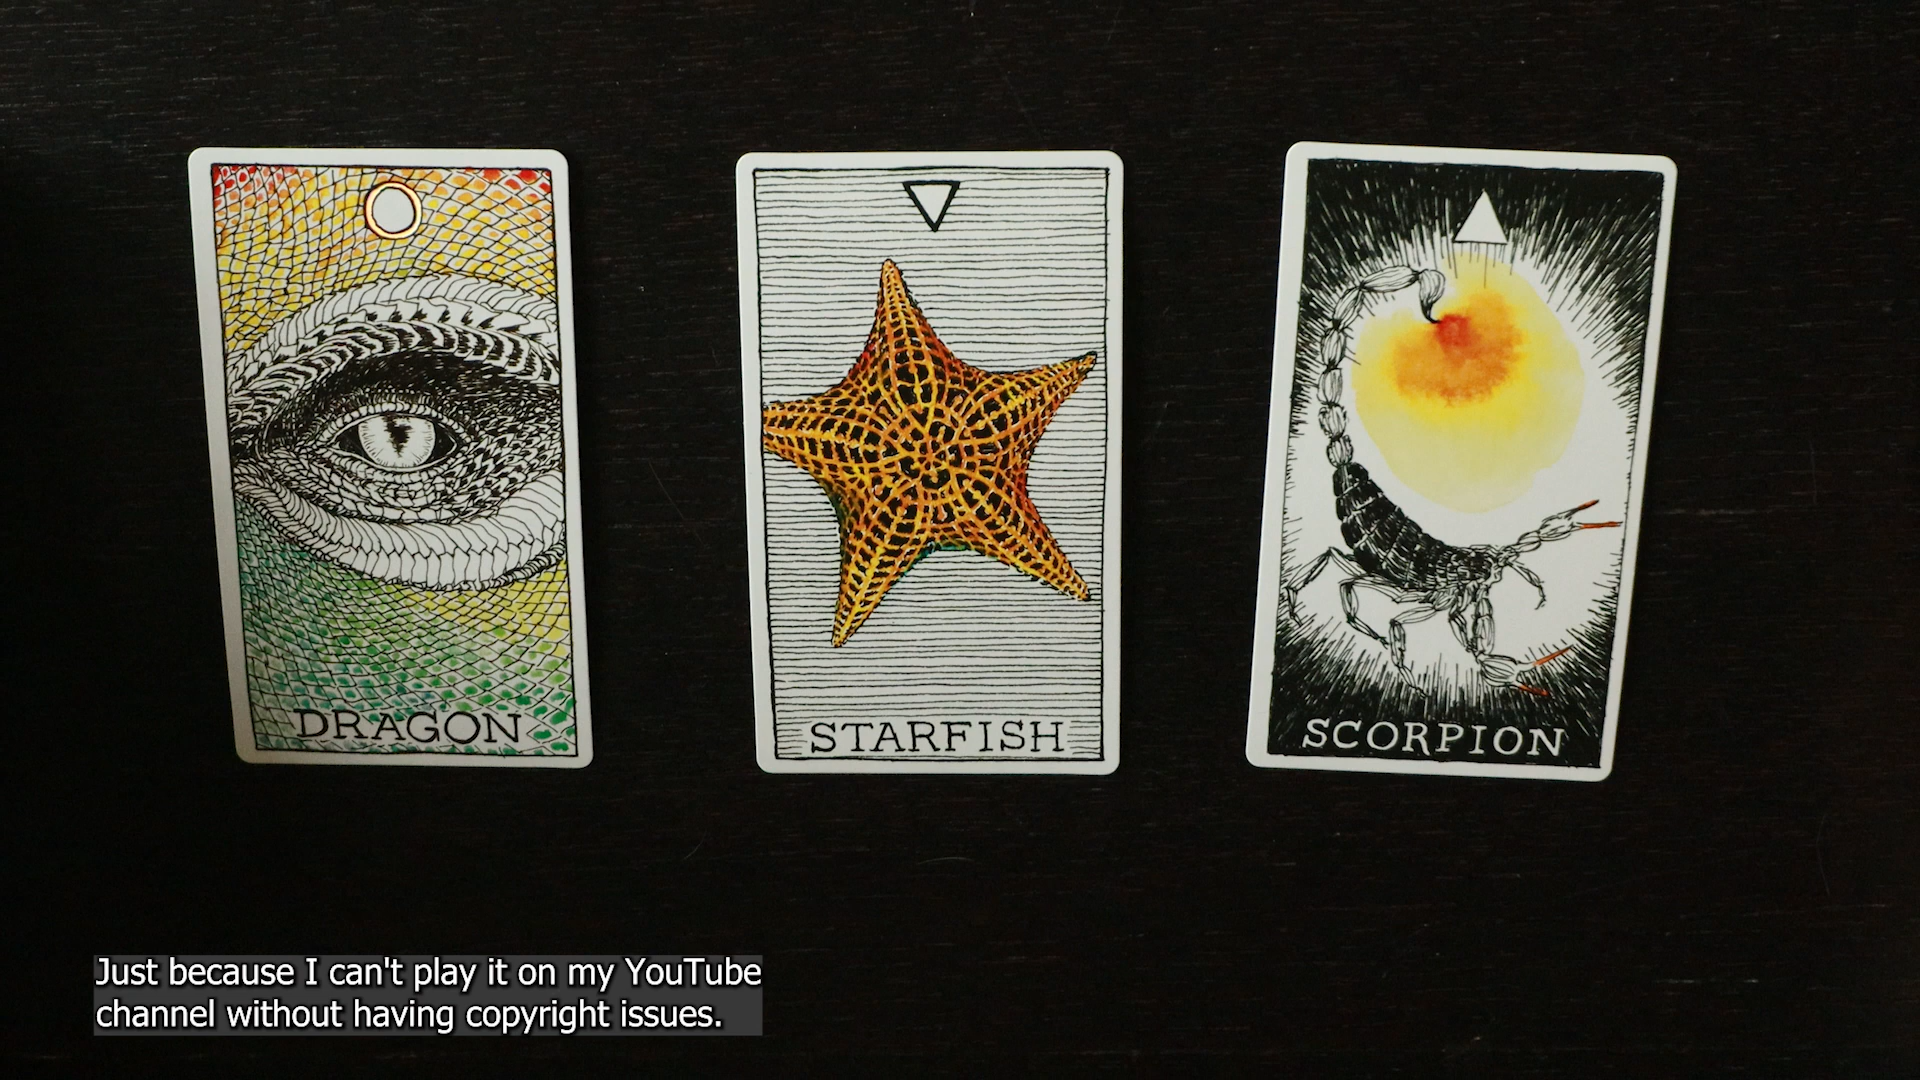 DRAGON
STARFISH
SCORPION
Just because I can't play it on my YouTube
channel without having copyright issues.